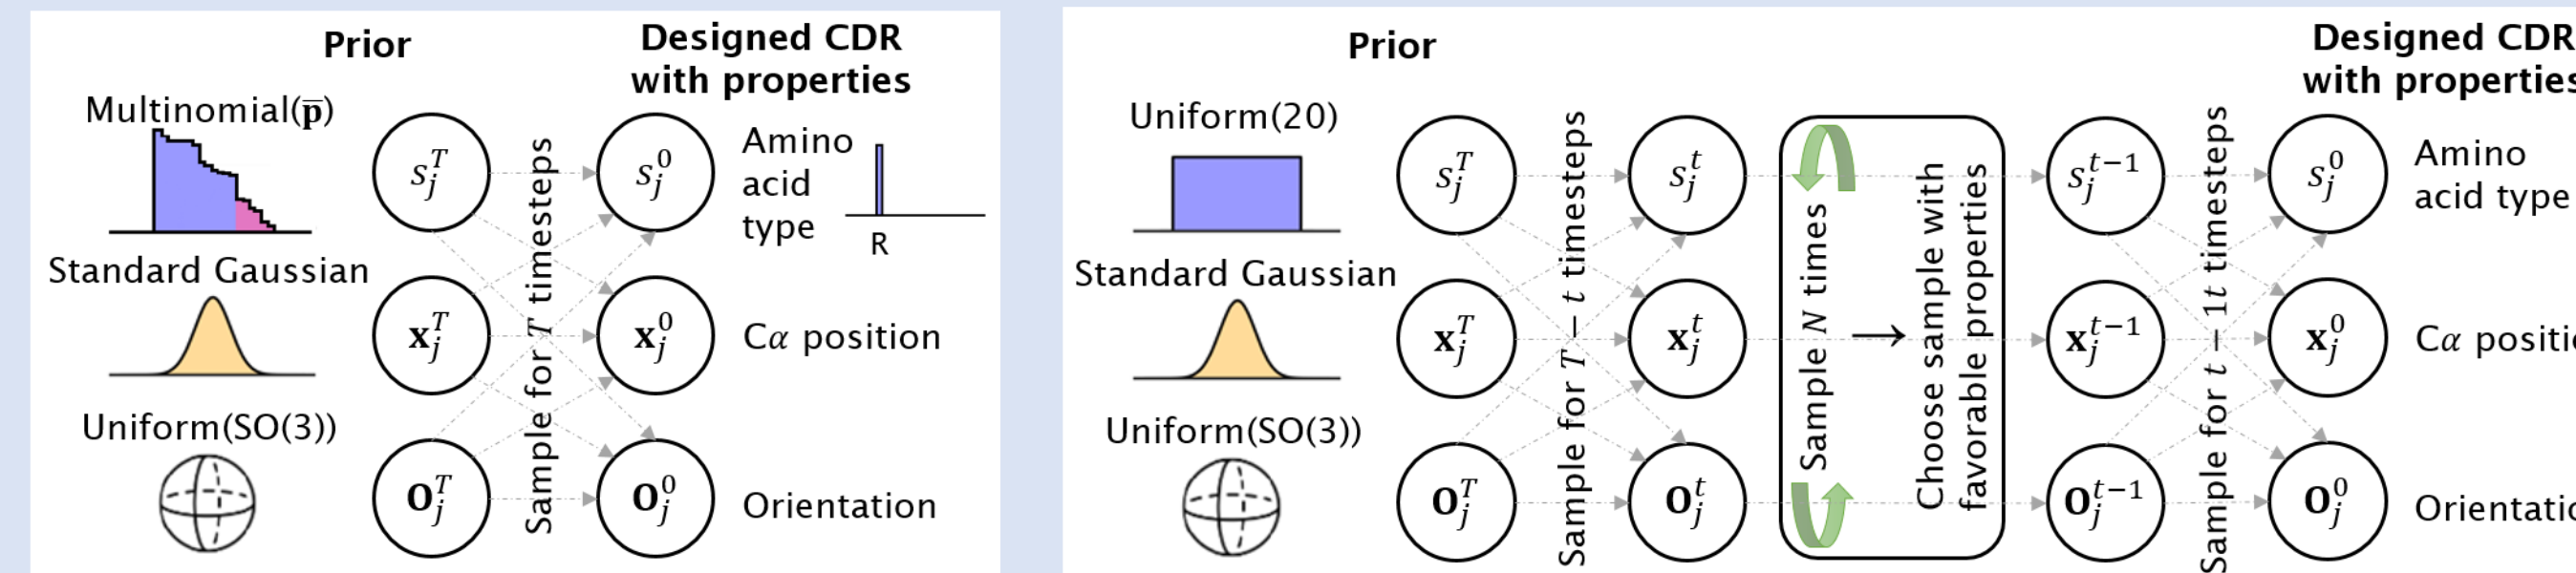 Prior
Designed CDR
with properties
Multinomial(p̅)
Standard Gaussian
Uniform(SO(3))
s_j^T
x_j^T
O_j^T
Sample for T timesteps
s_j^0
x_j^0
O_j^0
Amino
acid
type
R
Cα position
Orientation
Prior
Designed CDR
with properties
Uniform(20)
Standard Gaussian
Uniform(SO(3))
s_j^T
x_j^T
O_j^T
Sample for T − t timesteps
s_j^t
x_j^t
O_j^t
Sample N times
→
Choose sample with
favorable properties
s_j^{t−1}
x_j^{t−1}
O_j^{t−1}
Sample for t − 1t timesteps
s_j^0
x_j^0
O_j^0
Amino
acid type
Cα positi
Orientatio